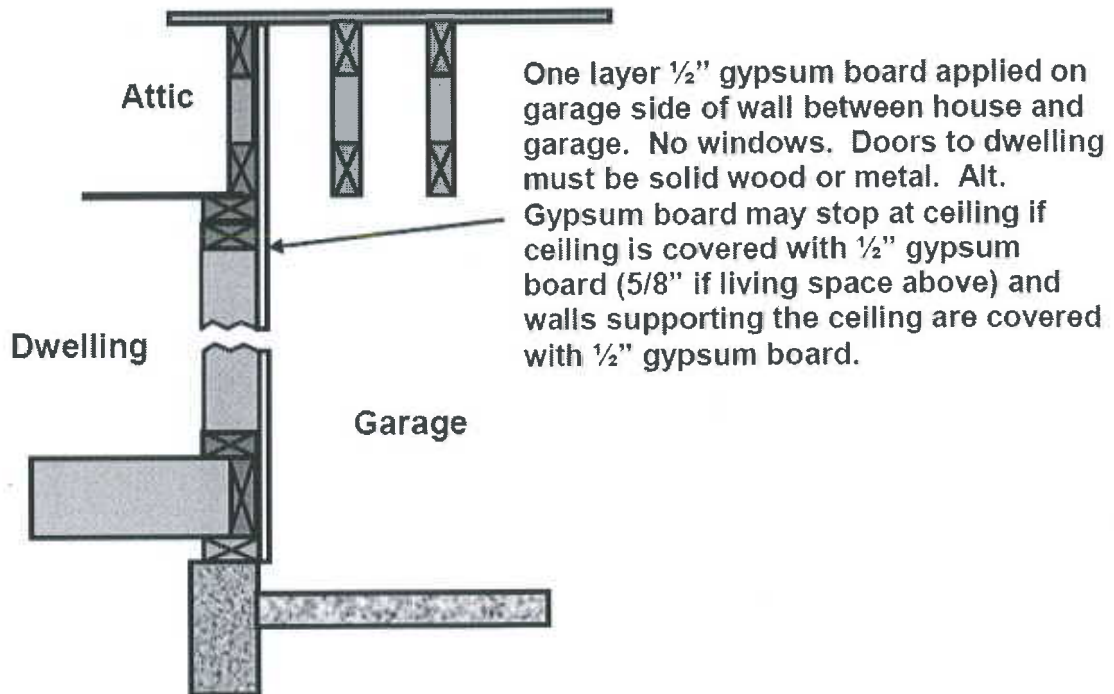 Attic
One layer ½” gypsum board applied on
garage side of wall between house and
garage. No windows. Doors to dwelling
must be solid wood or metal. Alt.
Gypsum board may stop at ceiling if
ceiling is covered with ½” gypsum
board (5/8” if living space above) and
walls supporting the ceiling are covered
with ½” gypsum board.
Dwelling
Garage